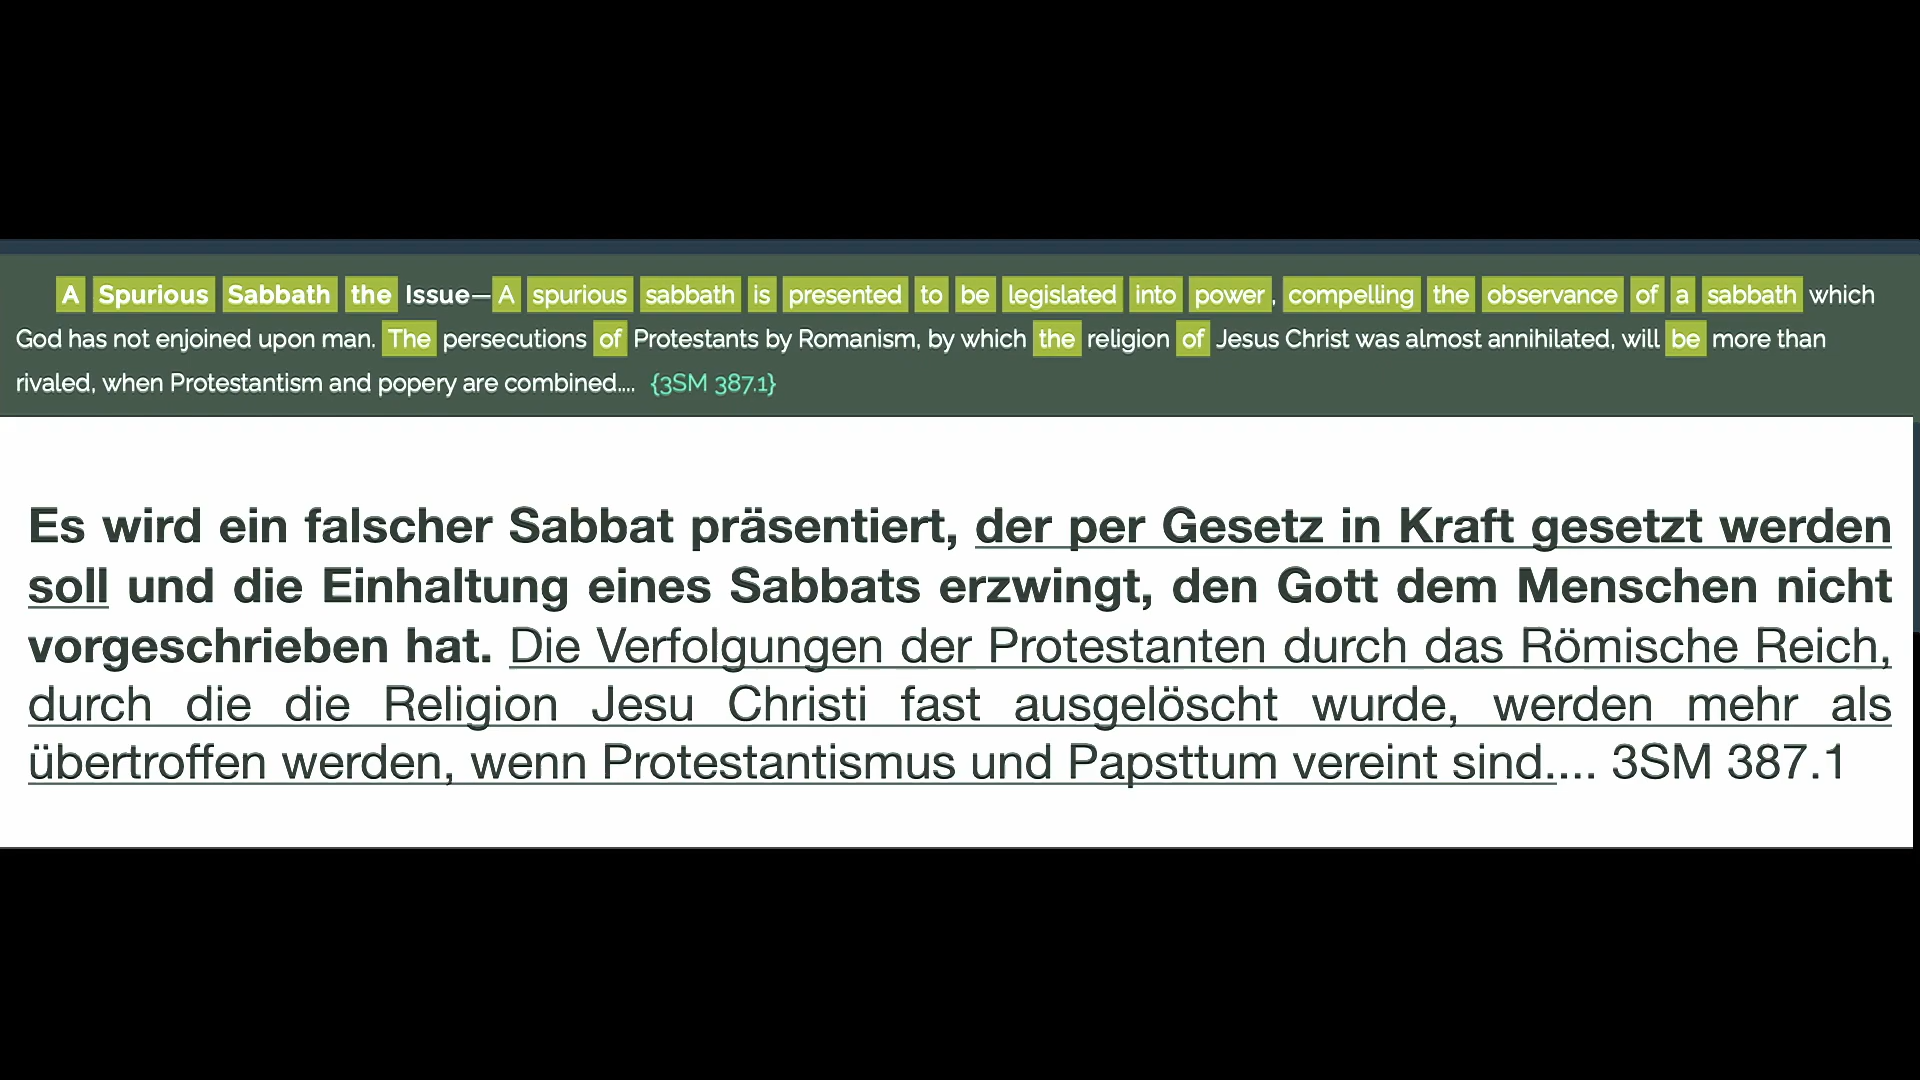 A Spurious Sabbath the Issue—A spurious sabbath is presented to be legislated into power, compelling the observance of a sabbath which
God has not enjoined upon man. The persecutions of Protestants by Romanism, by which the religion of Jesus Christ was almost annihilated, will be more than
rivaled, when Protestantism and popery are combined.... {3SM 387.1}
Es wird ein falscher Sabbat präsentiert, der per Gesetz in Kraft gesetzt werden
soll und die Einhaltung eines Sabbats erzwingt, den Gott dem Menschen nicht
vorgeschrieben hat. Die Verfolgungen der Protestanten durch das Römische Reich,
durch die die Religion Jesu Christi fast ausgelöscht wurde, werden mehr als
übertroffen werden, wenn Protestantismus und Papsttum vereint sind.... 3SM 387.1